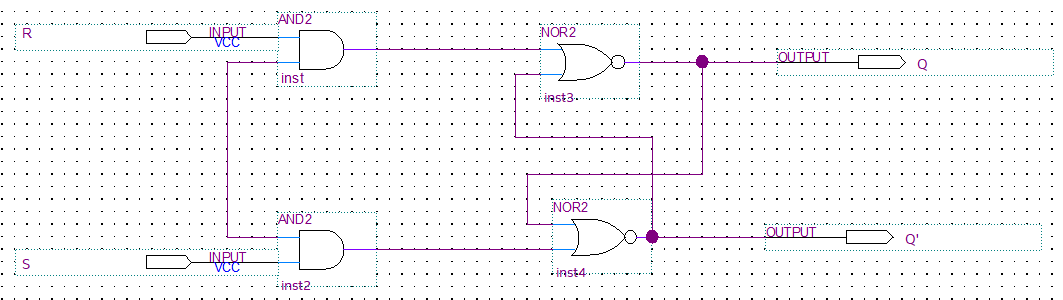 AND2
R
INPUT
VCC
inst
NOR2
inst3
OUTPUT
Q
AND2
S
INPUT
VCC
inst2
NOR2
inst4
OUTPUT
Q'